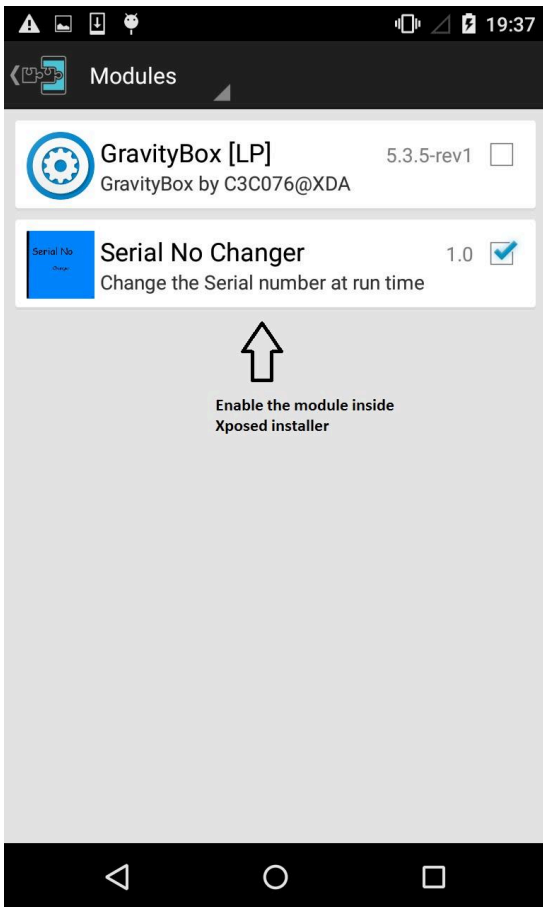 19:37
Modules
GravityBox [LP] 5.3.5-rev1
GravityBox by C3C076@XDA
Serial No
Changer
Serial No Changer 1.0
Change the Serial number at run time
Enable the module inside
Xposed installer